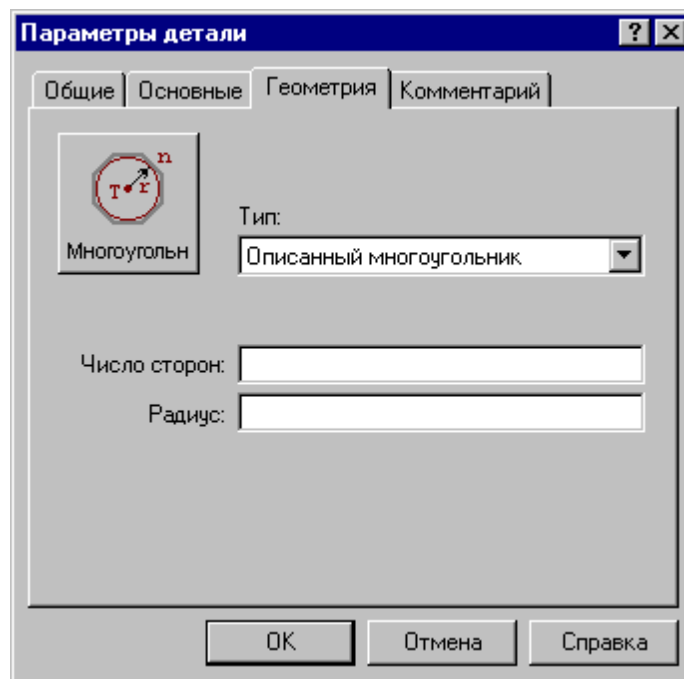 Параметры детали
Общие Основные Геометрия Комментарий
n
T r
Многоугольн
Тип:
Описанный многоугольник
Число сторон:
Радиус:
OK Отмена Справка